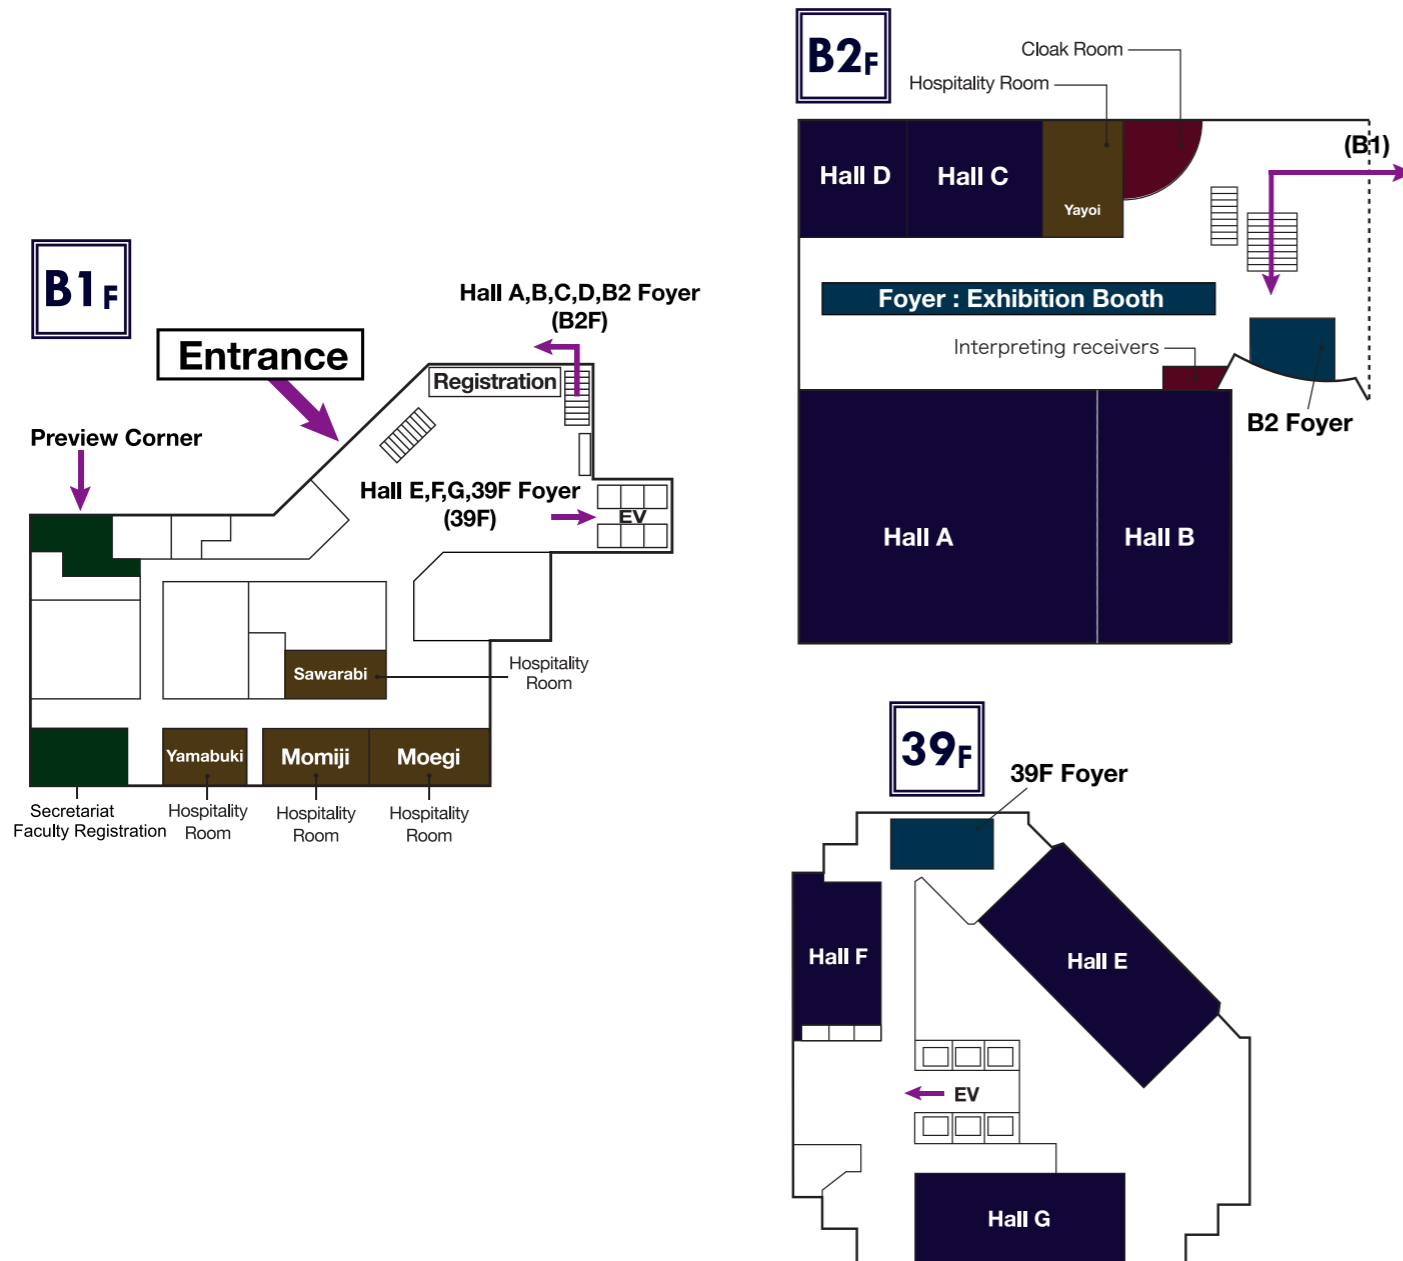 B1F
Entrance
Hall A,B,C,D,B2 Foyer
(B2F)
Registration
Preview Corner
Hall E,F,G,39F Foyer
(39F)
EV
Sawarabi
Hospitality
Room
Yamabuki
Momiji
Moegi
Secretariat
Faculty Registration
Hospitality
Room
Hospitality
Room
Hospitality
Room
B2F
Cloak Room
Hospitality Room
(B1)
Hall D
Hall C
Yayoi
Foyer : Exhibition Booth
Interpreting receivers
B2 Foyer
Hall A
Hall B
39F
39F Foyer
Hall F
Hall E
EV
Hall G